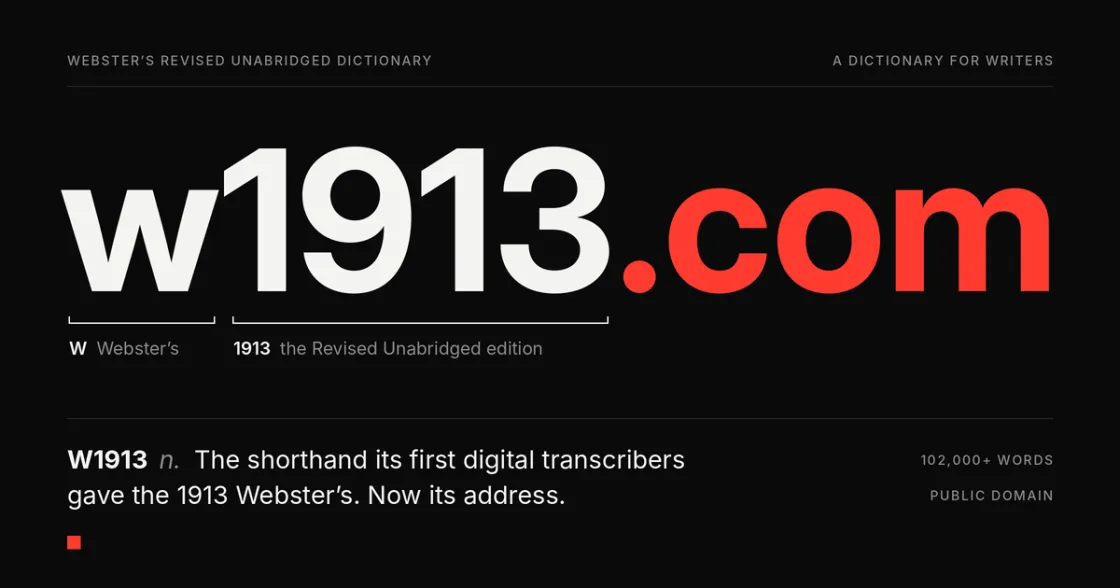 WEBSTER’S REVISED UNABRIDGED DICTIONARY
A DICTIONARY FOR WRITERS
w1913.com
W Webster’s
1913 the Revised Unabridged edition
W1913 n. The shorthand its first digital transcribers
gave the 1913 Webster’s. Now its address.
102,000+ WORDS
PUBLIC DOMAIN